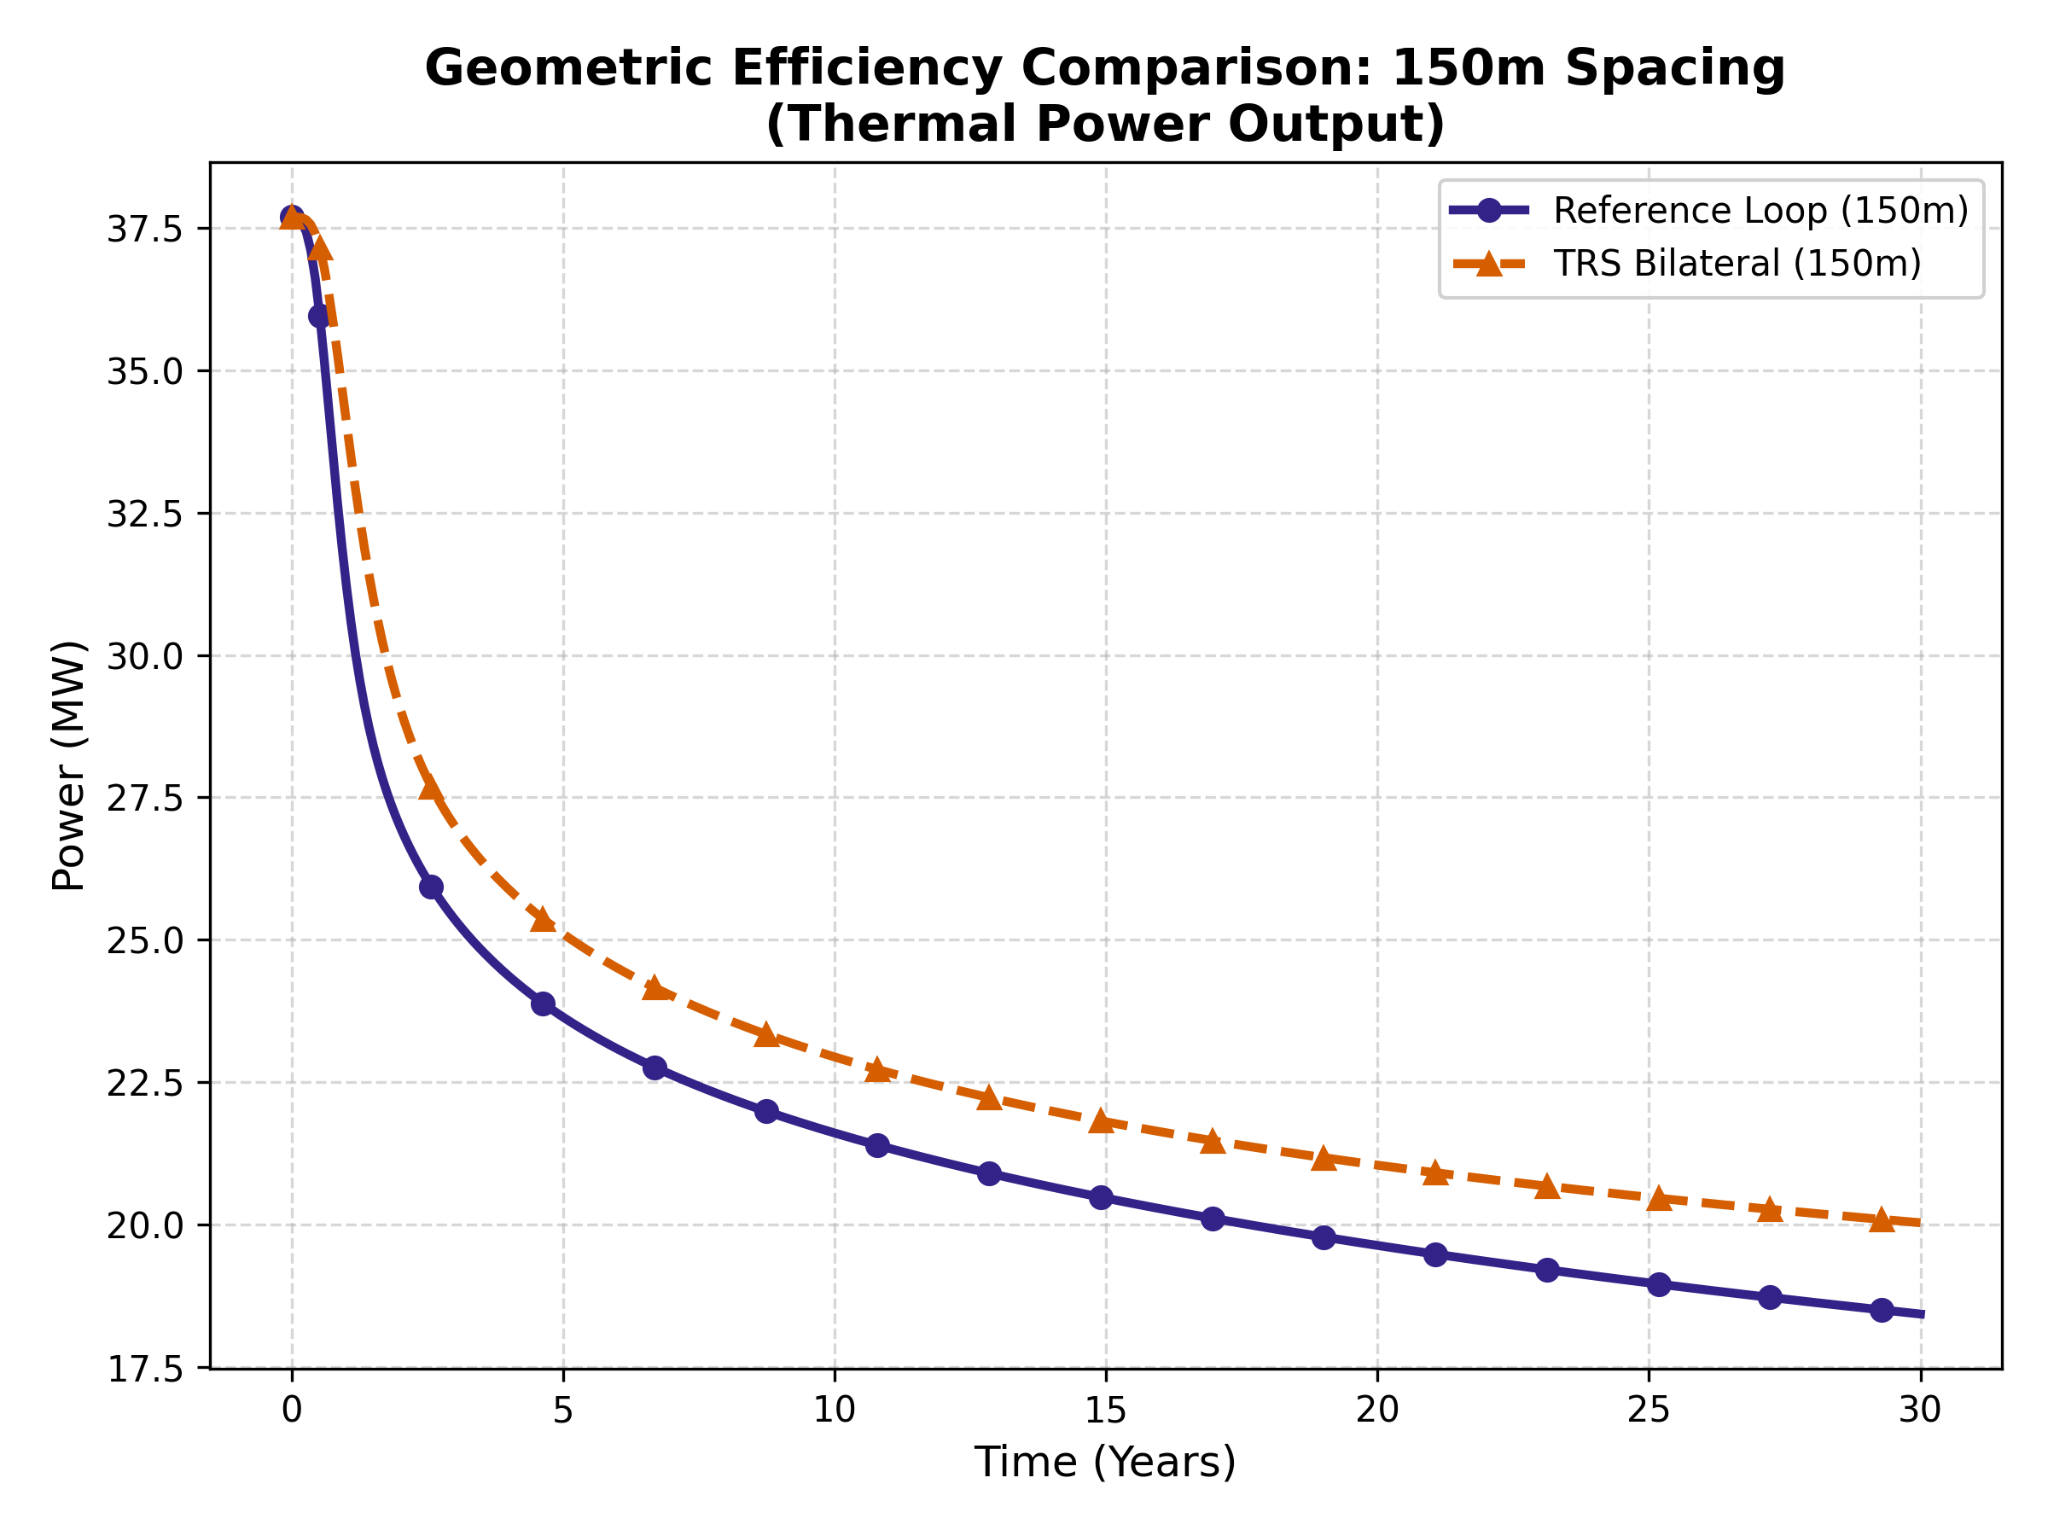 Geometric Efficiency Comparison: 150m Spacing
(Thermal Power Output)
Reference Loop (150m)
TRS Bilateral (150m)
Power (MW)
37.5
35.0
32.5
30.0
27.5
25.0
22.5
20.0
17.5
0 5 10 15 20 25 30
Time (Years)